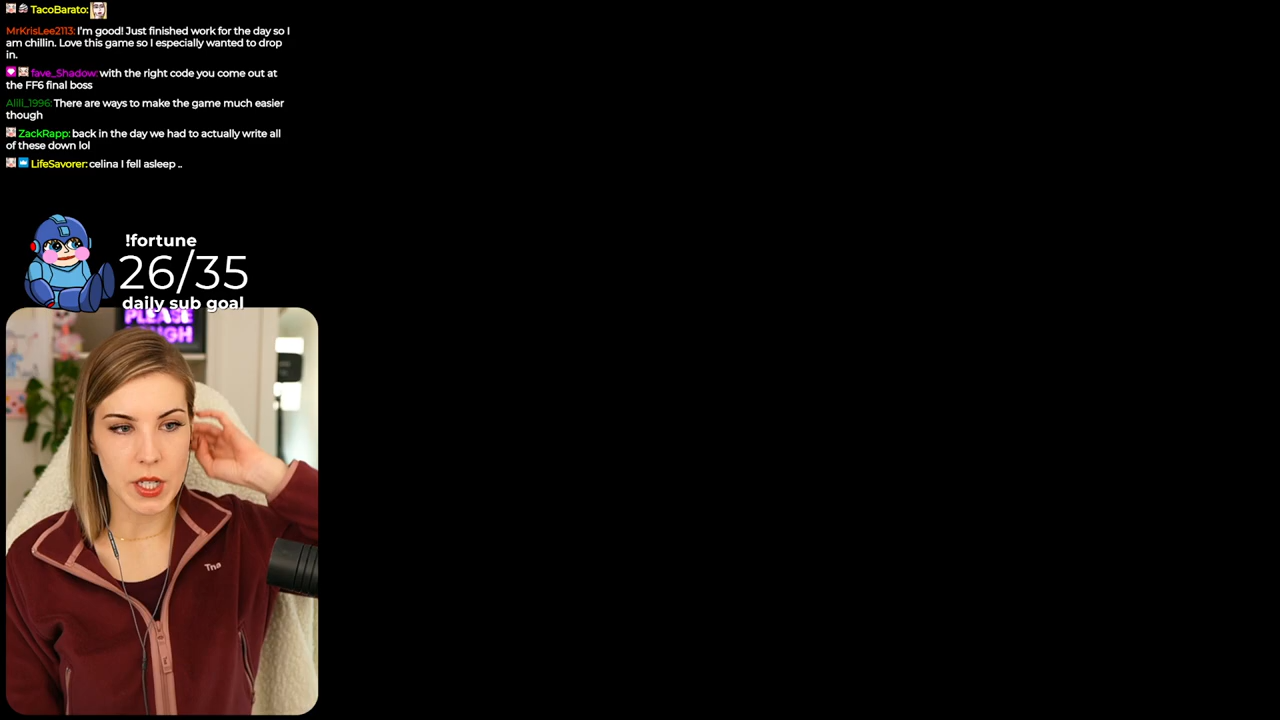 TacoBarato:
MrKrisLee2113: I'm good! Just finished work for the day so I
am chillin. Love this game so I especially wanted to drop
in.
fave_Shadow: with the right code you come out at
the FF6 final boss
Alili_1996: There are ways to make the game much easier
though
ZackRapp: back in the day we had to actually write all
of these down lol
LifeSavorer: celina I fell asleep ..
!fortune
26/35
daily sub goal
PLEASE
The